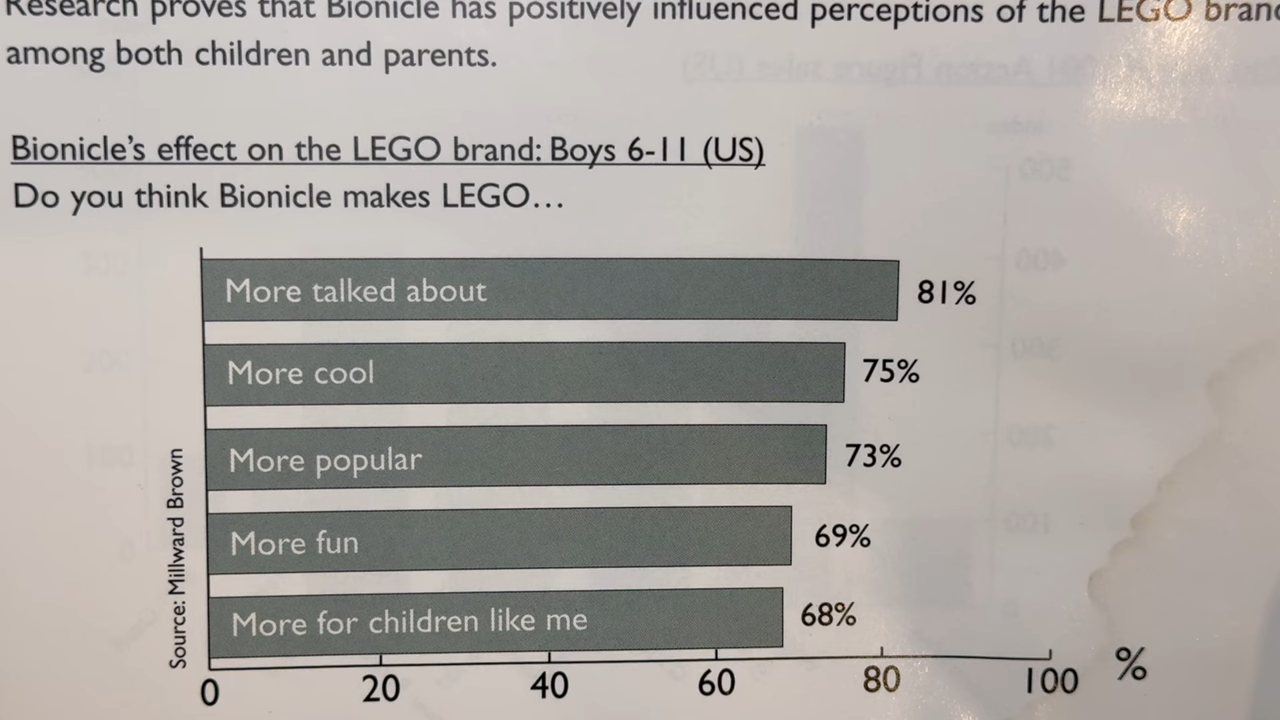 Research proves that Bionicle has positively influenced perceptions of the LEGO brand
among both children and parents.
Bionicle's effect on the LEGO brand: Boys 6-11 (US)
Do you think Bionicle makes LEGO...
More talked about 81%
More cool 75%
More popular 73%
More fun 69%
More for children like me 68%
Source: Millward Brown
0 20 40 60 80 100 %